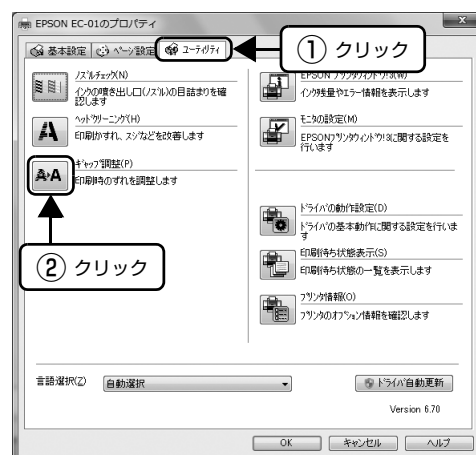 EPSON EC-01のプロパティ
基本設定
ページ設定
ユーティリティ
① クリック
ノズルチェック(N)
インクの噴き出し口(ノズル)の目詰まりを確
認します
ヘッドクリーニング(H)
印刷かすれ、スジなどを改善します
ギャップ調整(P)
印刷時のずれを調整します
② クリック
EPSON プリンタウィンドウ!3(W)
インク残量やエラー情報を表示します
モニタの設定(M)
EPSONプリンタウィンドウ!3に関する設定を
行います
ドライバの動作設定(D)
ドライバの基本動作に関する設定を行いま
す
印刷待ち状態表示(S)
印刷待ち状態の一覧を表示します
プリンタ情報(O)
プリンタのオプション情報を確認します
言語選択(Z)
自動選択
ドライバ自動更新
Version 6.70
OK
キャンセル
ヘルプ